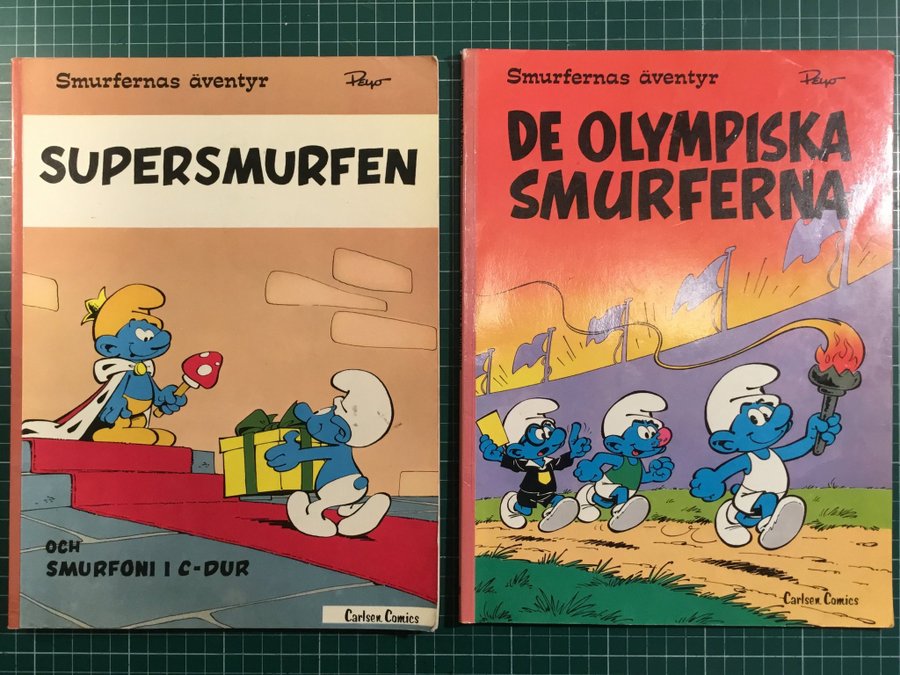 Smurfernas äventyr
Peyo
SUPERSMURFEN
OCH
SMURFONI I C-DUR
Carlsen Comics
Smurfernas äventyr
Peyo
DE OLYMPISKA
SMURFERNA
Carlsen Comics